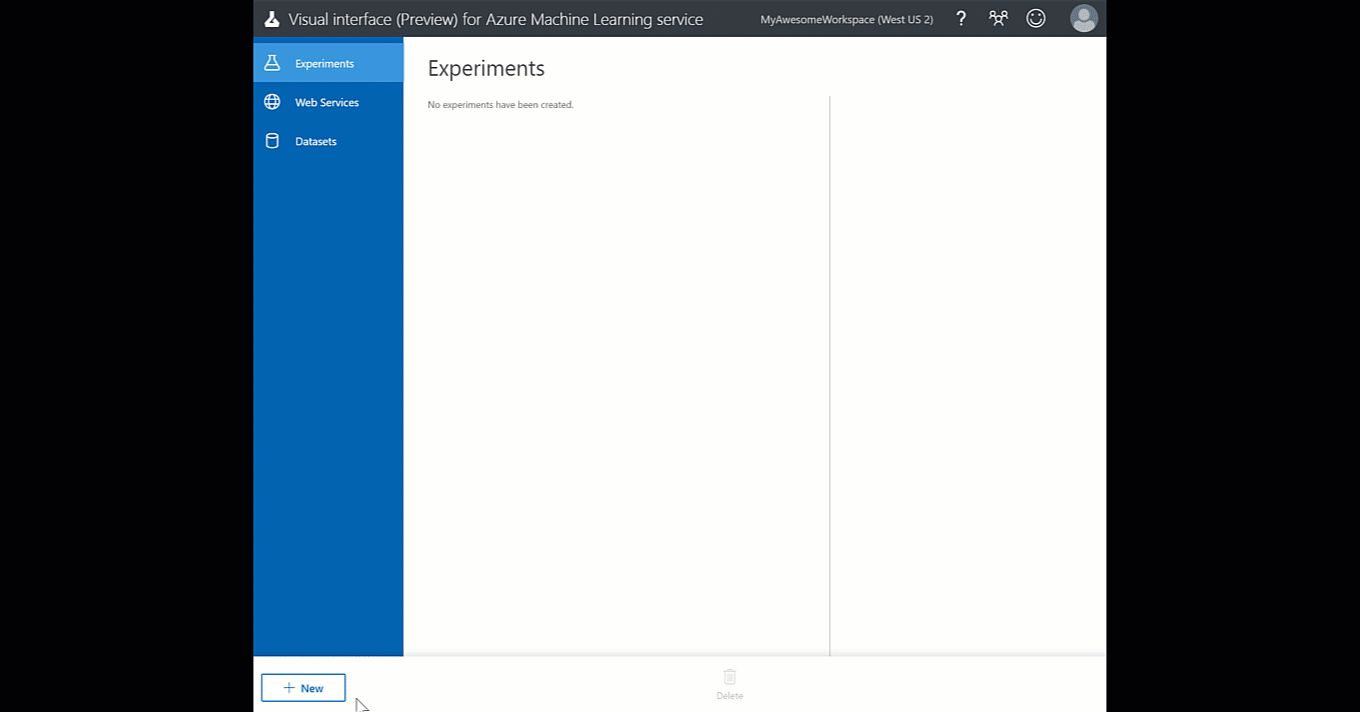 Visual interface (Preview) for Azure Machine Learning service
MyAwesomeWorkspace (West US 2)
?
Experiments
Web Services
Datasets
Experiments
No experiments have been created.
+ New
Delete